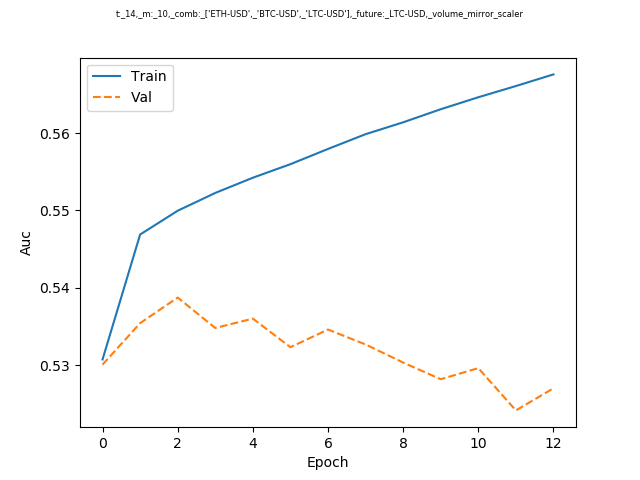 t:_14,_m:_10,_comb:_['ETH-USD',_'BTC-USD',_'LTC-USD'],_future:_LTC-USD,_volume_mirror_scaler
Train
Val
0.56
0.55
0.54
0.53
Auc
0 2 4 6 8 10 12
Epoch